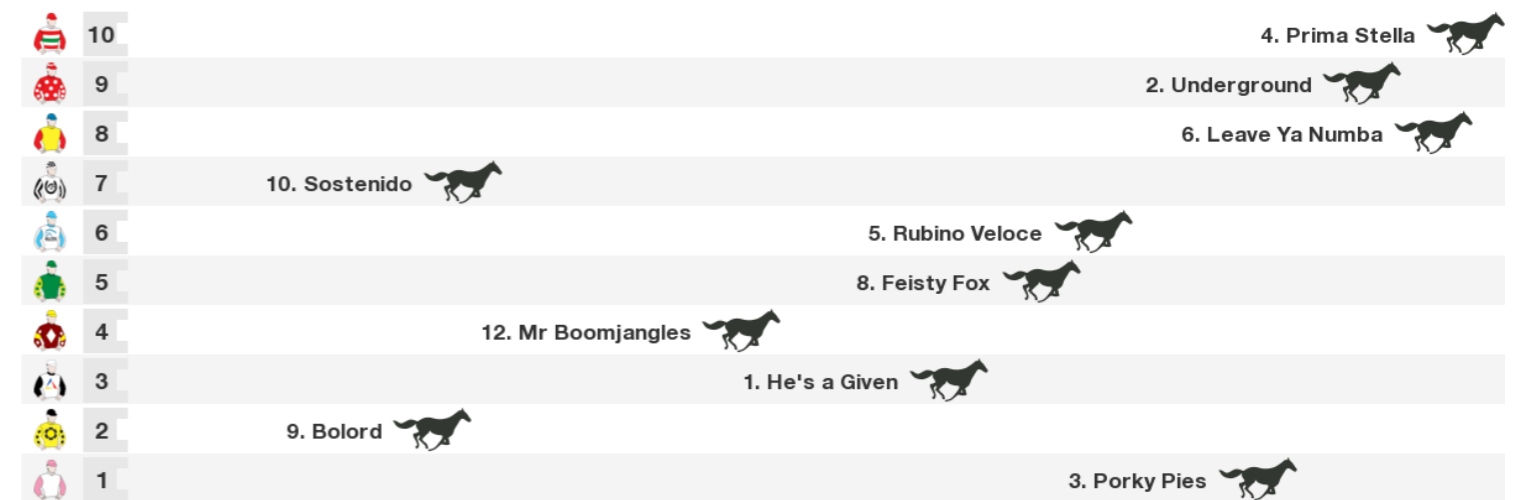 10 4. Prima Stella
9 2. Underground
8 6. Leave Ya Numba
7 10. Sostenido
6 5. Rubino Veloce
5 8. Feisty Fox
4 12. Mr Boomjangles
3 1. He's a Given
2 9. Bolord
1 3. Porky Pies